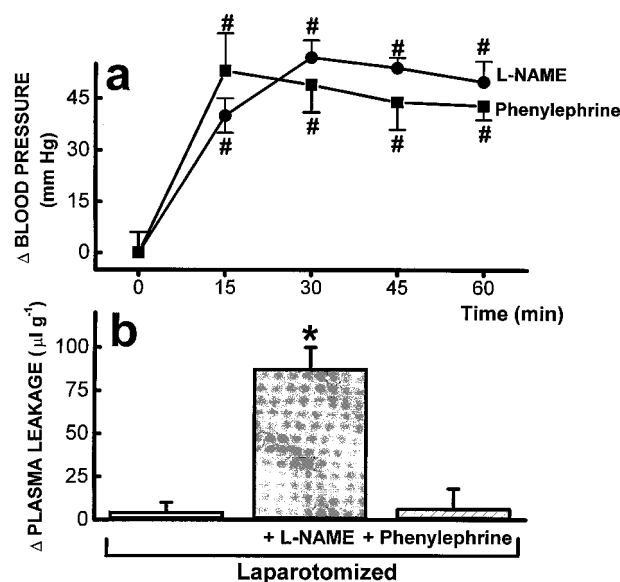 a
Δ BLOOD PRESSURE
(mm Hg)
45
30
15
0
# # # #
L-NAME
Phenylephrine
# # # #
0 15 30 45 60
Time (min)
b
Δ PLASMA LEAKAGE (µl g-1)
100
75
50
25
0
*
+ L-NAME + Phenylephrine
Laparotomized